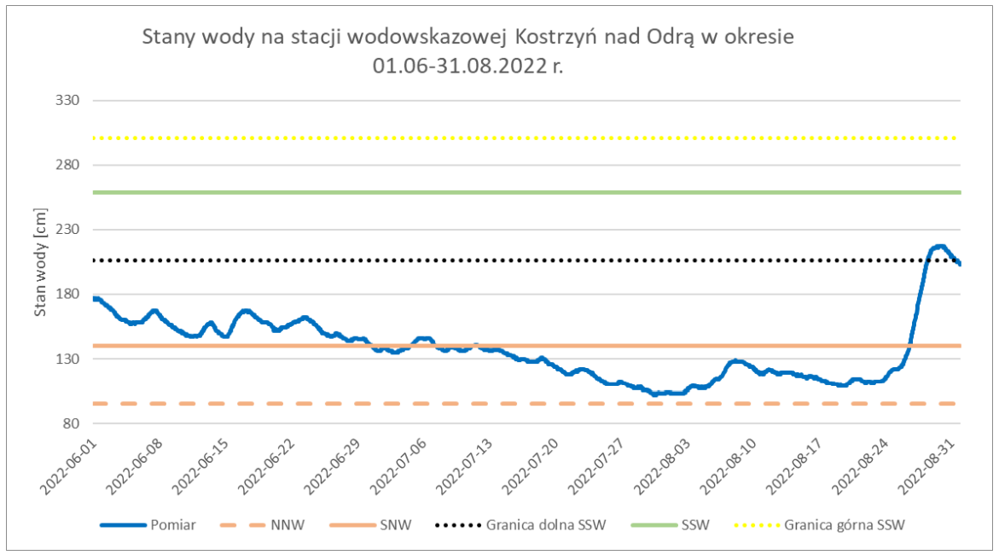 Stany wody na stacji wodowskazowej Kostrzyń nad Odrą w okresie
01.06-31.08.2022 r.
Stan wody [cm]
330
280
230
180
130
80
2022-06-01
2022-06-08
2022-06-15
2022-06-22
2022-06-29
2022-07-06
2022-07-13
2022-07-20
2022-07-27
2022-08-03
2022-08-10
2022-08-17
2022-08-24
2022-08-31
Pomiar
NNW
SNW
Granica dolna SSW
SSW
Granica górna SSW